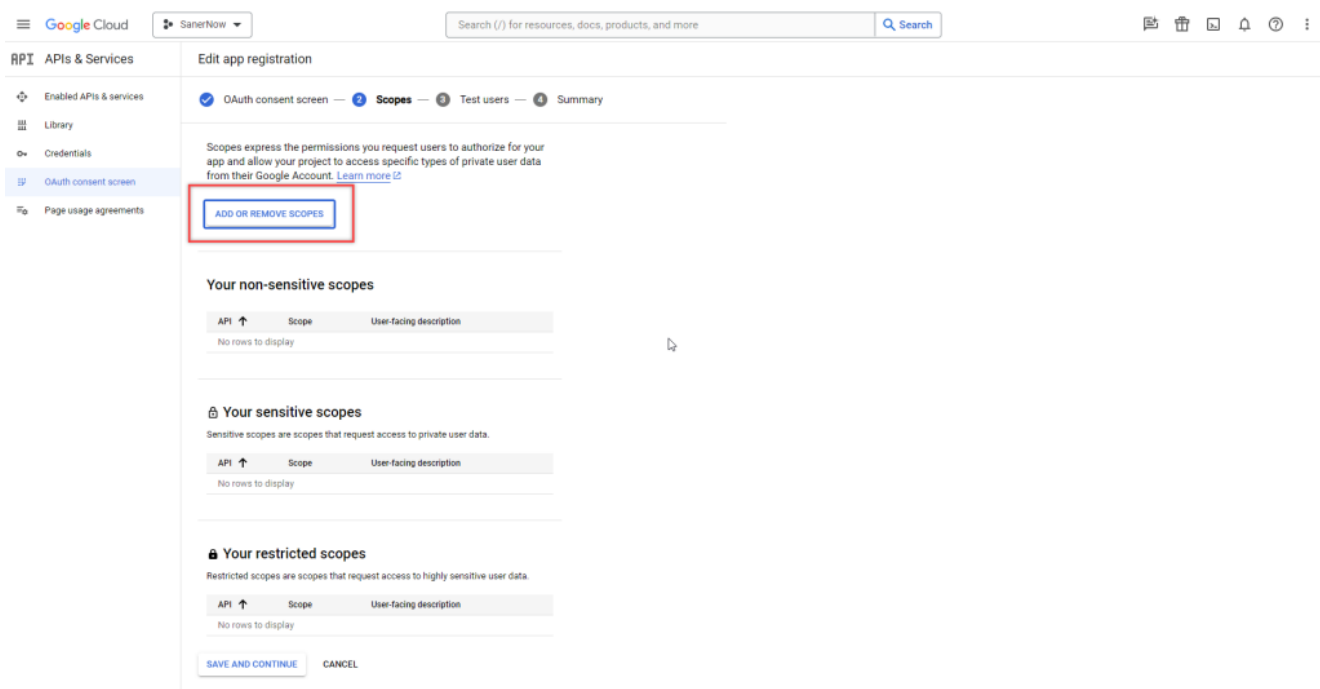 Google Cloud
SanerNow
Search (/) for resources, docs, products, and more
Search
API APIs & Services
Edit app registration
Enabled APIs & services
Library
Credentials
OAuth consent screen
Page usage agreements
OAuth consent screen — 2 Scopes — 3 Test users — 4 Summary
Scopes express the permissions you request users to authorize for your
app and allow your project to access specific types of private user data
from their Google Account. Learn more
ADD OR REMOVE SCOPES
Your non-sensitive scopes
API Scope User-facing description
No rows to display
Your sensitive scopes
Sensitive scopes are scopes that request access to private user data.
API Scope User-facing description
No rows to display
Your restricted scopes
Restricted scopes are scopes that request access to highly sensitive user data.
API Scope User-facing description
No rows to display
SAVE AND CONTINUE CANCEL